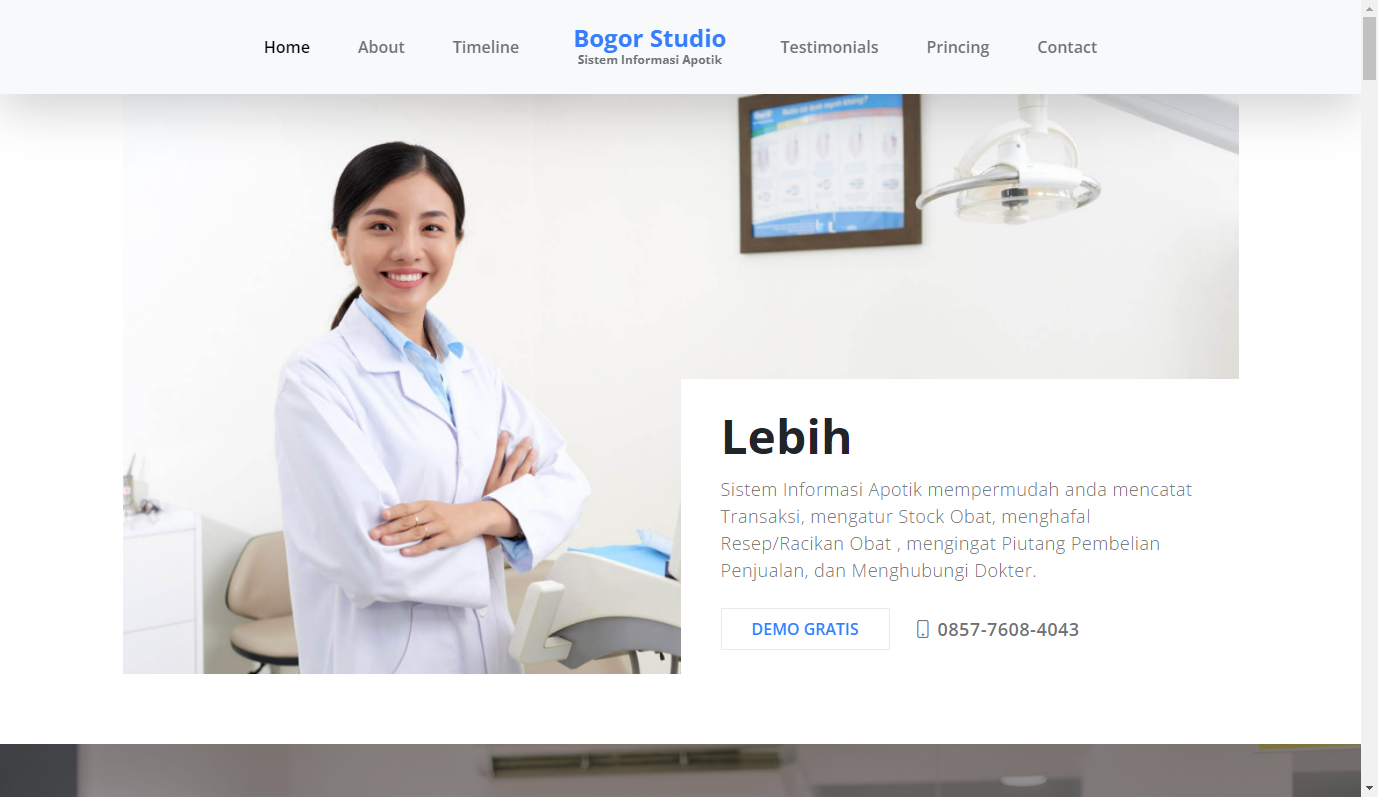 Home
About
Timeline
Bogor Studio
Sistem Informasi Apotik
Testimonials
Princing
Contact
Lebih
Sistem Informasi Apotik mempermudah anda mencatat
Transaksi, mengatur Stock Obat, menghafal
Resep/Racikan Obat , mengingat Piutang Pembelian
Penjualan, dan Menghubungi Dokter.
DEMO GRATIS
0857-7608-4043